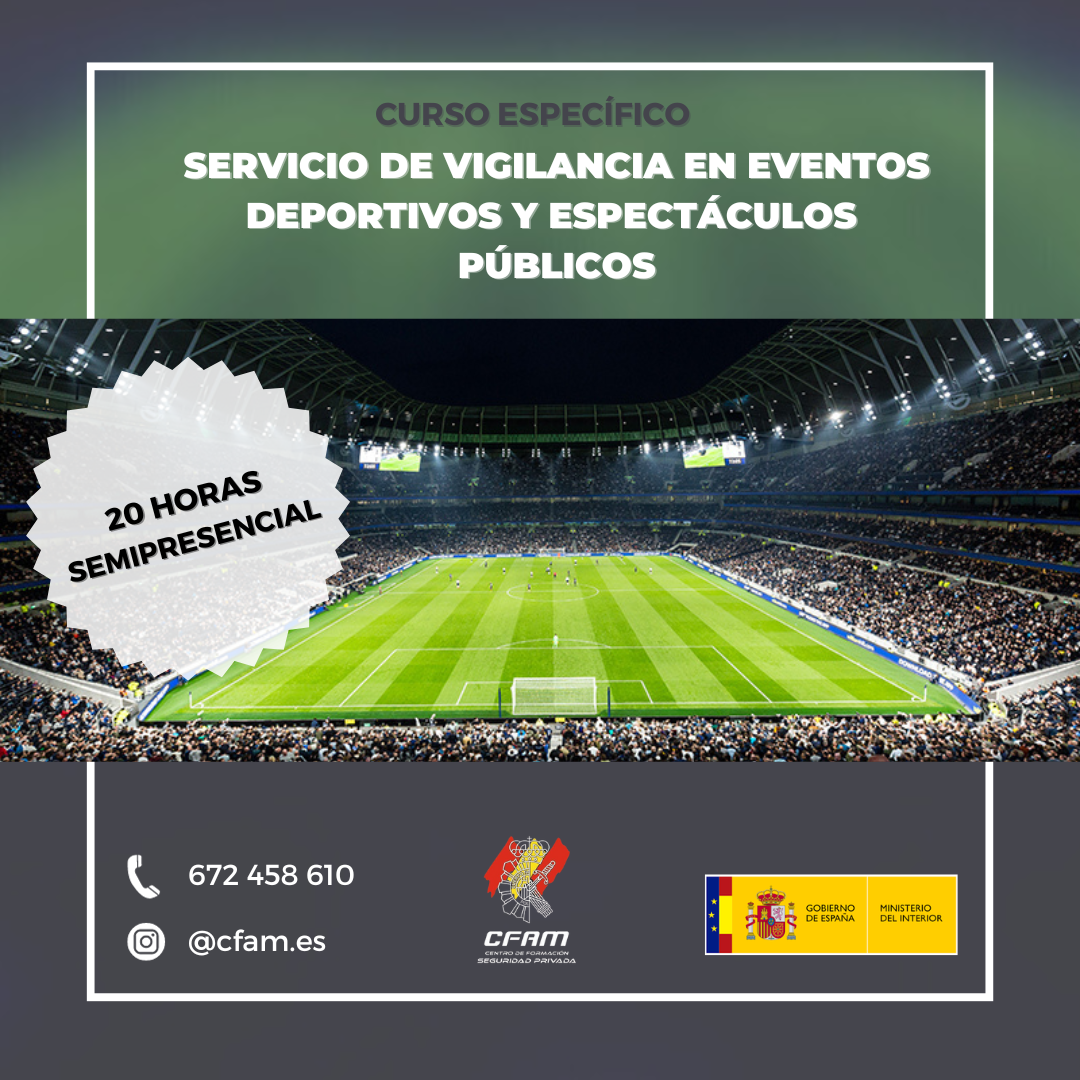 CURSO ESPECÍFICO
SERVICIO DE VIGILANCIA EN EVENTOS
DEPORTIVOS Y ESPECTÁCULOS
PÚBLICOS
20 HORAS
SEMIPRESENCIAL
DOWNLOAD
672 458 610
@cfam.es
CFAM
CENTRO DE FORMACIÓN
SEGURIDAD PRIVADA
GOBIERNO
DE ESPAÑA
MINISTERIO
DEL INTERIOR